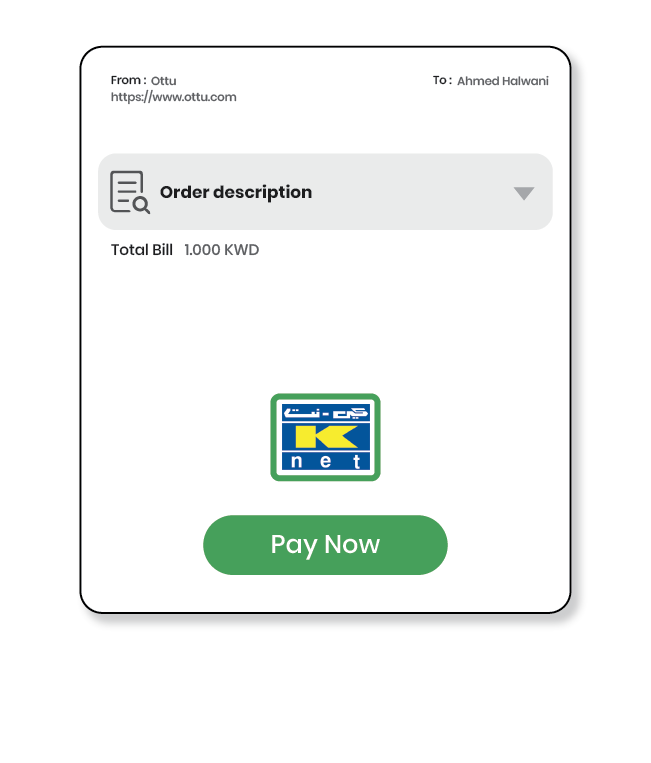 From : Ottu
To : Ahmed Halwani
https://www.ottu.com
Order description
Total Bill 1.000 KWD
كي - نت
K
net
Pay Now